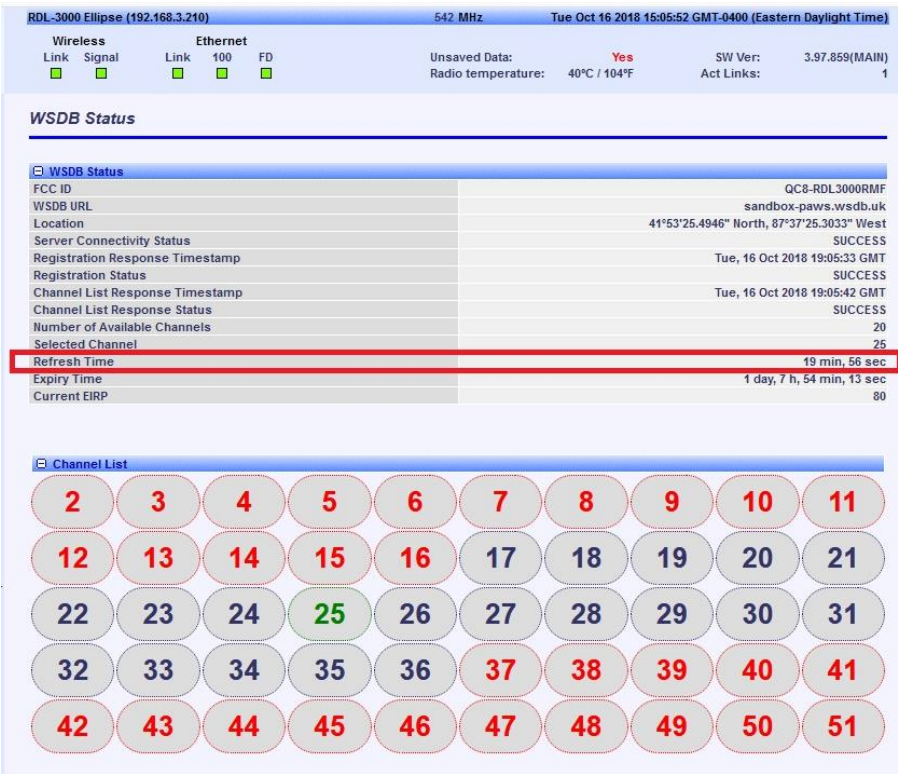 RDL-3000 Ellipse (192.168.3.210) 542 MHz Tue Oct 16 2018 15:05:52 GMT-0400 (Eastern Daylight Time)
Wireless Ethernet
Link Signal Link 100 FD Unsaved Data: Yes SW Ver: 3.97.859(MAIN)
Radio temperature: 40ºC / 104ºF Act Links: 1
WSDB Status
WSDB Status
FCC ID QC8-RDL3000RMF
WSDB URL sandbox-paws.wsdb.uk
Location 41°53'25.4946" North, 87°37'25.3033" West
Server Connectivity Status SUCCESS
Registration Response Timestamp Tue, 16 Oct 2018 19:05:33 GMT
Registration Status SUCCESS
Channel List Response Timestamp Tue, 16 Oct 2018 19:05:42 GMT
Channel List Response Status SUCCESS
Number of Available Channels 20
Selected Channel 25
Refresh Time 19 min, 56 sec
Expiry Time 1 day, 7 h, 54 min, 13 sec
Current EIRP 80
Channel List
2 3 4 5 6 7 8 9 10 11
12 13 14 15 16 17 18 19 20 21
22 23 24 25 26 27 28 29 30 31
32 33 34 35 36 37 38 39 40 41
42 43 44 45 46 47 48 49 50 51